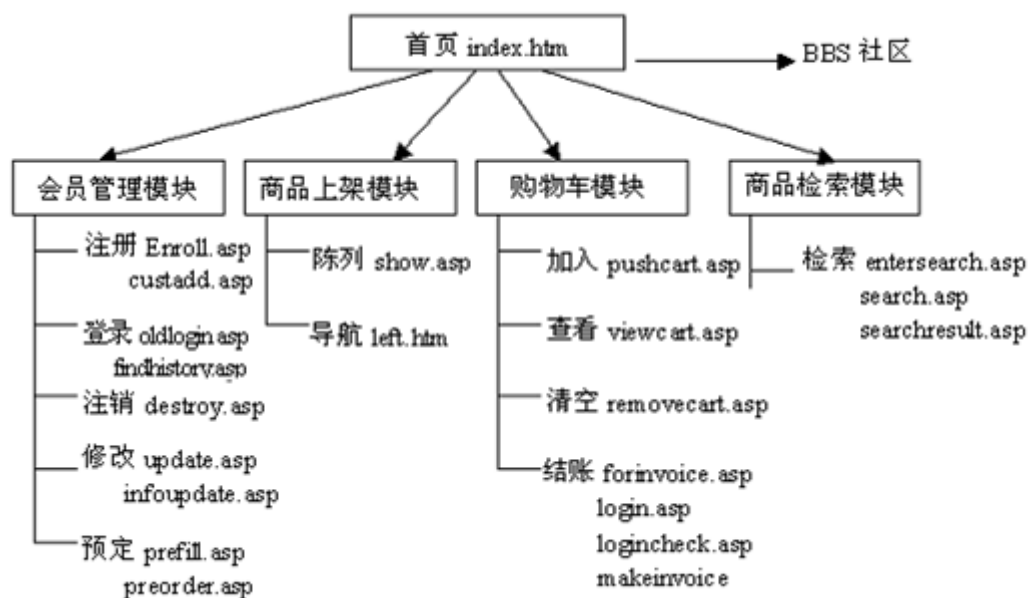 首页 index.htm
BBS 社区
会员管理模块
注册 Enroll.asp
custadd.asp
登录 oldlogin.asp
findhistory.asp
注销 destroy.asp
修改 update.asp
infoupdate.asp
预定 prefill.asp
preorder.asp
商品上架模块
陈列 show.asp
导航 left.htm
购物车模块
加入 pushcart.asp
查看 viewcart.asp
清空 removecart.asp
结账 forinvoice.asp
login.asp
logincheck.asp
makeinvoice
商品检索模块
检索 entersearch.asp
search.asp
searchresult.asp